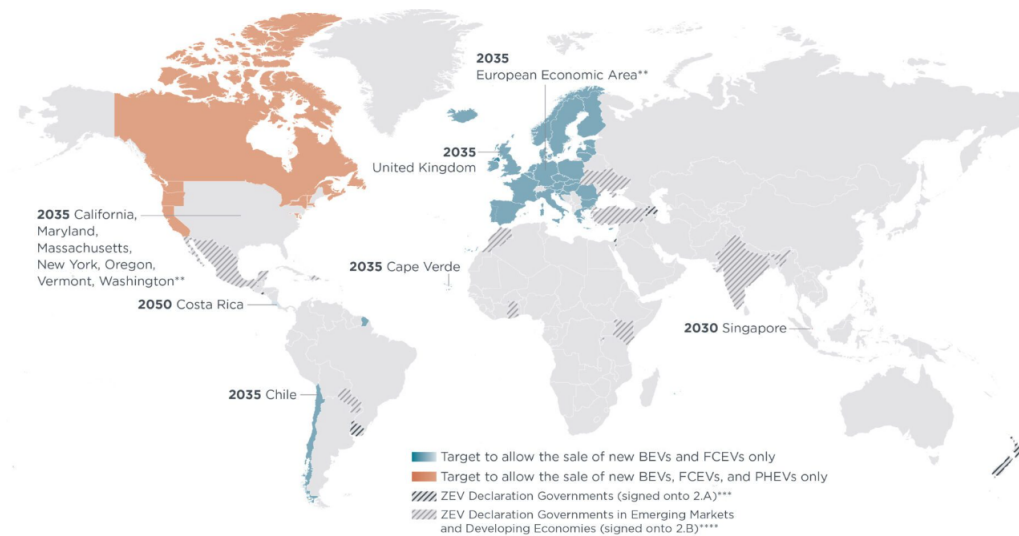 2035
European Economic Area**
2035
United Kingdom
2035 California,
Maryland,
Massachusetts,
New York, Oregon,
Vermont, Washington**
2035 Cape Verde
2050 Costa Rica
2030 Singapore
2035 Chile
Target to allow the sale of new BEVs and FCEVs only
Target to allow the sale of new BEVs, FCEVs, and PHEVs only
ZEV Declaration Governments (signed onto 2.A)***
ZEV Declaration Governments in Emerging Markets
and Developing Economies (signed onto 2.B)****